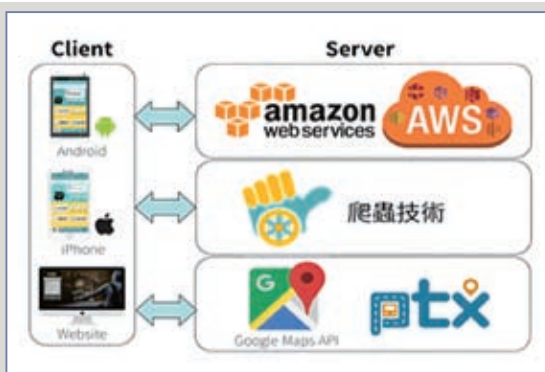 Client
Server
Android
iPhone
Website
amazon
web services
AWS
爬蟲技術
G
Google Maps API
ptx